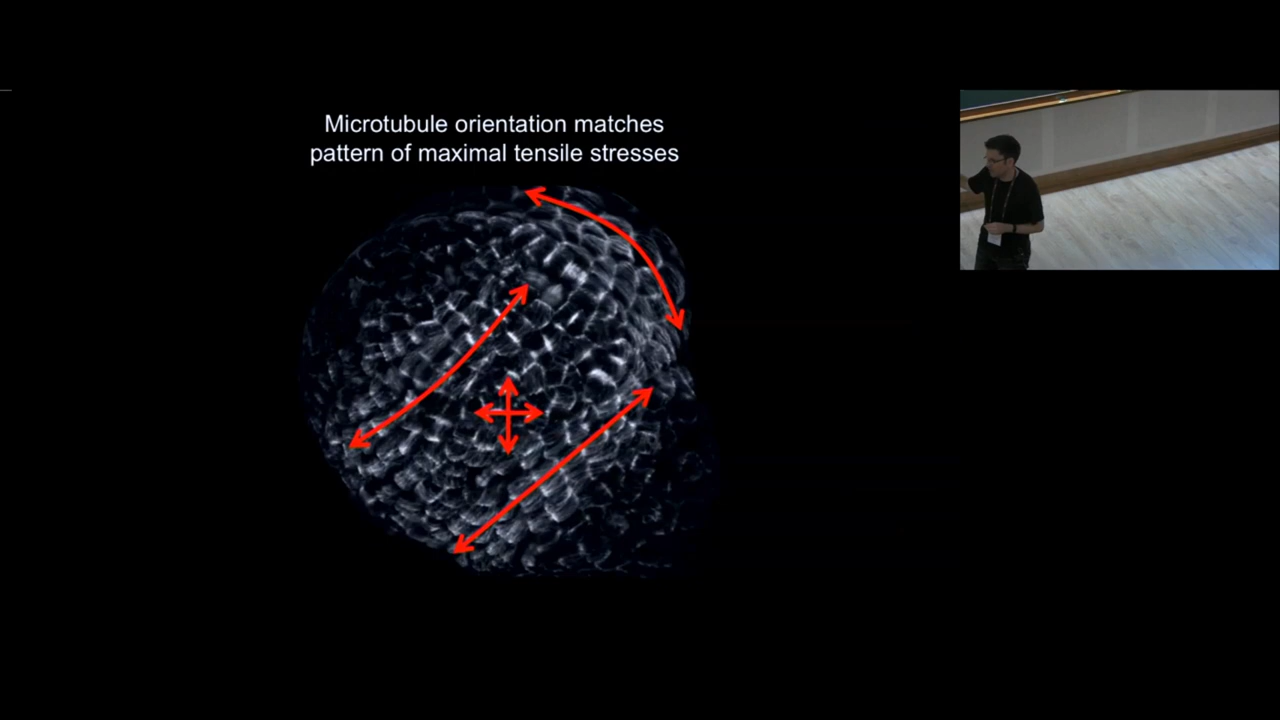 Microtubule orientation matches
pattern of maximal tensile stresses